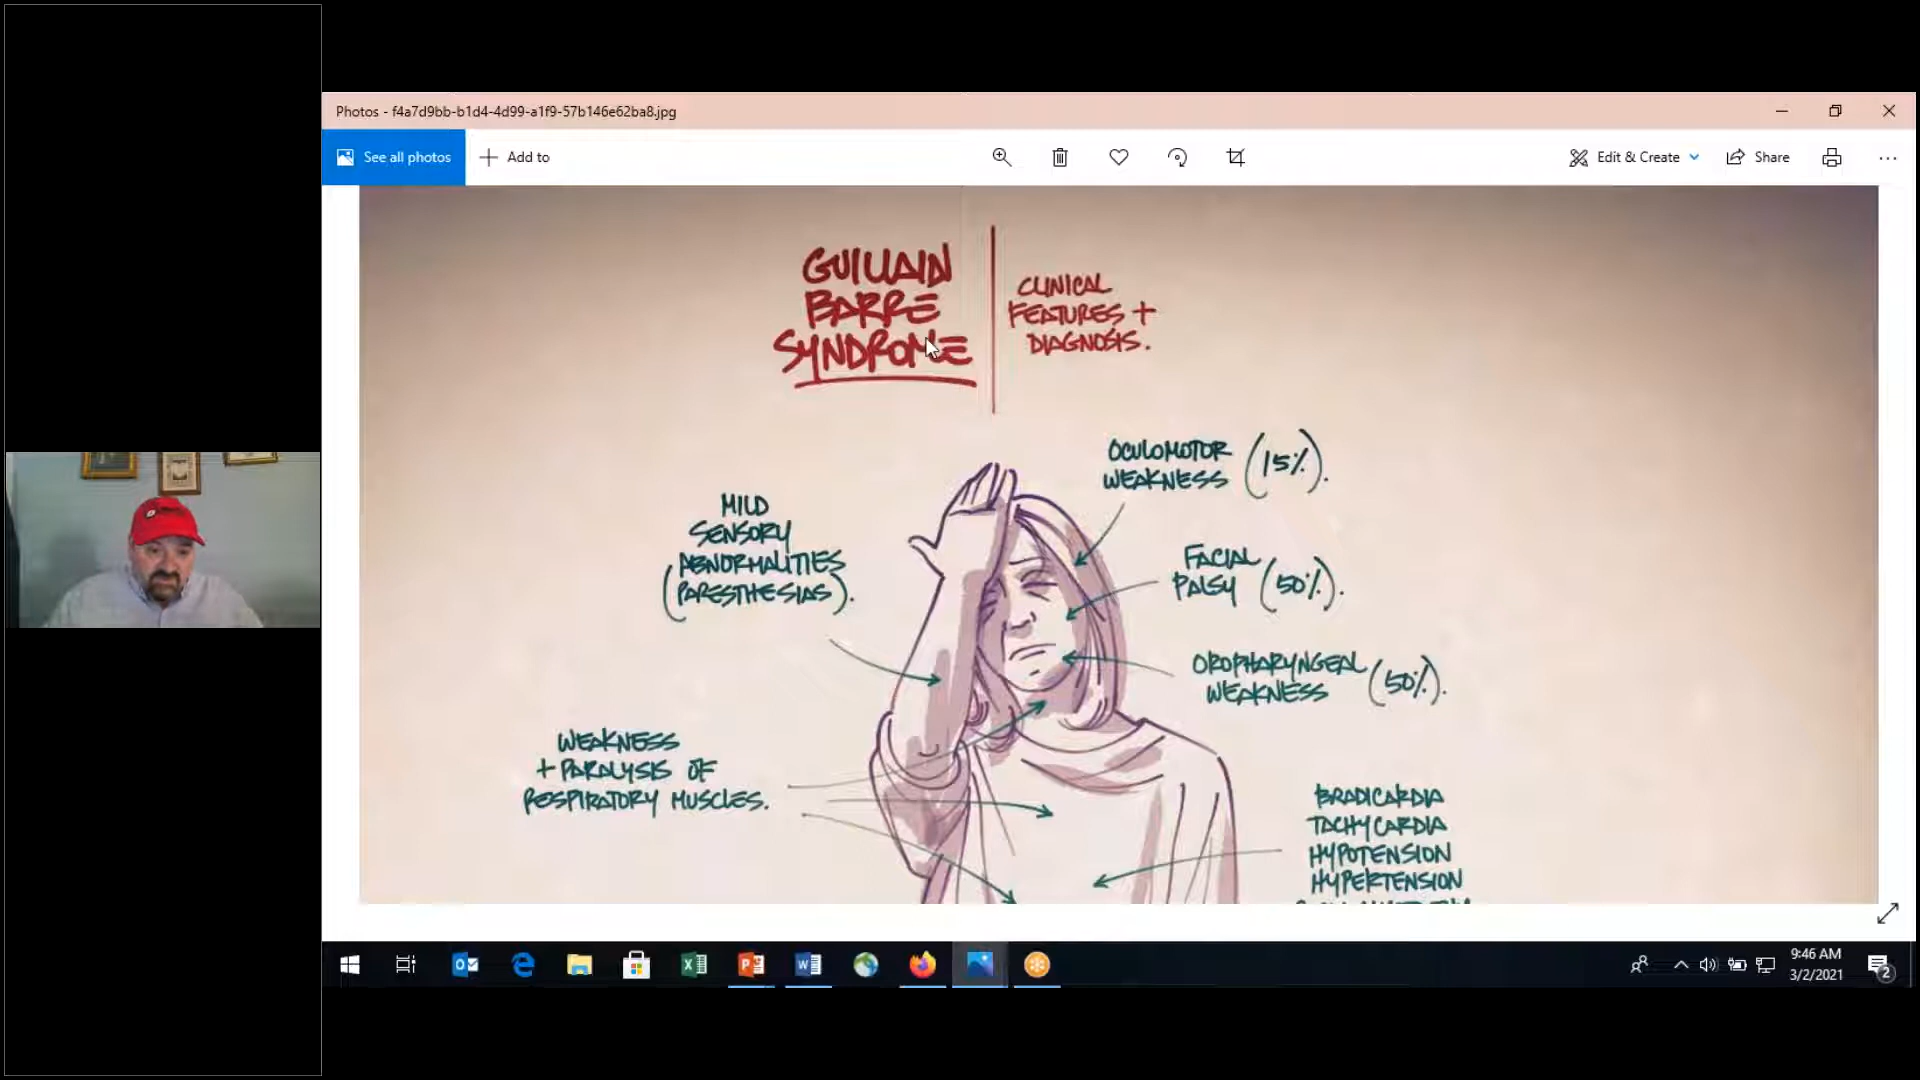 Photos - f4a7d9bb-b1d4-4d99-a1f9-57b146e62ba8.jpg
See all photos
Add to
Edit & Create
Share
GUILLAIN
BARRE
SYNDROME
CLINICAL
FEATURES +
DIAGNOSIS.
OCULOMOTOR
WEAKNESS (15%).
MILD
SENSORY
ABNORMALITIES
(PARESTHESIAS).
FACIAL
PALSY (50%).
OROPHARYNGEAL
WEAKNESS (50%).
WEAKNESS
+ PARALYSIS OF
RESPIRATORY MUSCLES.
BRADICARDIA
TACHYCARDIA
HYPOTENSION
HYPERTENSION
9:46 AM
3/2/2021
2